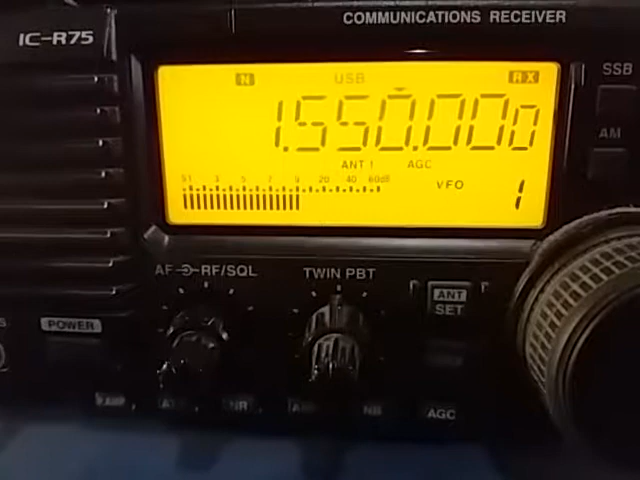 COMMUNICATIONS RECEIVER
IC-R75
N USB RX
SSB
1.550.000
AM
ANT 1 AGC
S1 3 5 7 9 20 40 60dB
VFO 1
AF RF/SQL TWIN PBT
ANT
SET
POWER
NR NB AGC